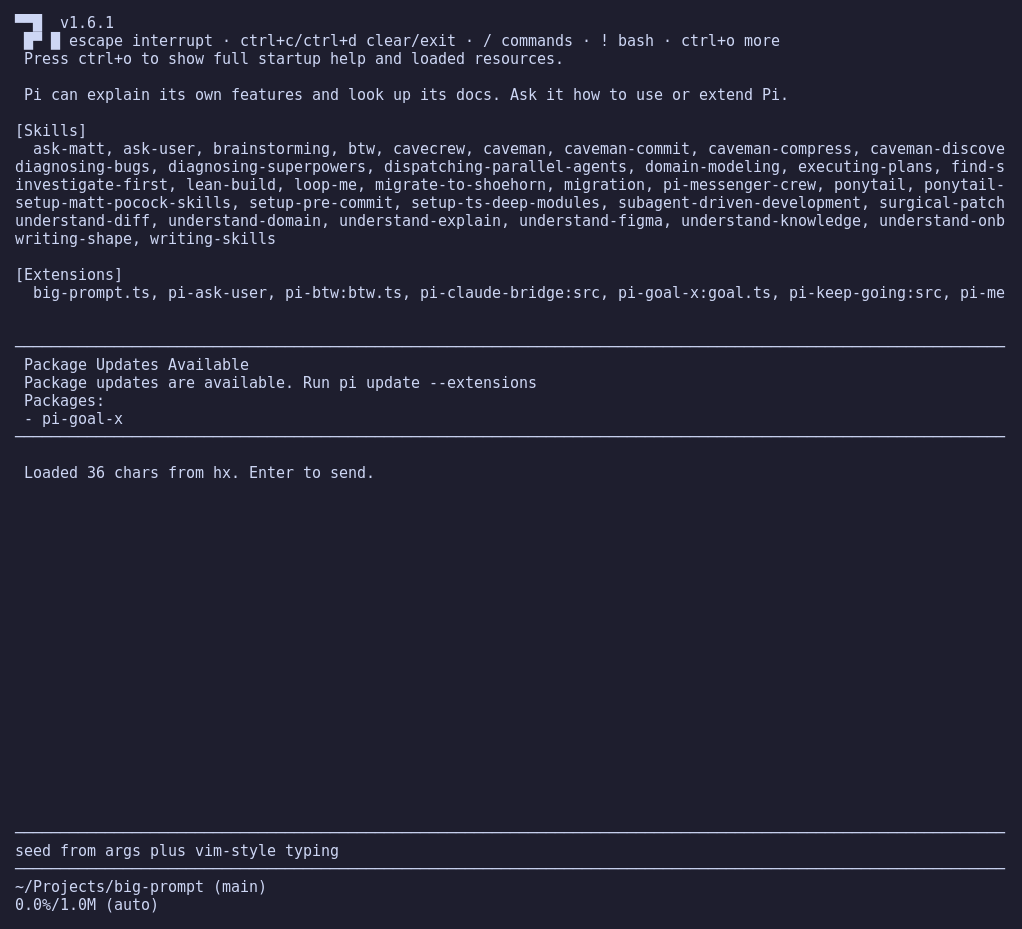 v1.6.1
escape interrupt · ctrl+c/ctrl+d clear/exit · / commands · ! bash · ctrl+o more
Press ctrl+o to show full startup help and loaded resources.
Pi can explain its own features and look up its docs. Ask it how to use or extend Pi.
[Skills]
ask-matt, ask-user, brainstorming, btw, cavecrew, caveman, caveman-commit, caveman-compress, caveman-discove
diagnosing-bugs, diagnosing-superpowers, dispatching-parallel-agents, domain-modeling, executing-plans, find-s
investigate-first, lean-build, loop-me, migrate-to-shoehorn, migration, pi-messenger-crew, ponytail, ponytail-
setup-matt-pocock-skills, setup-pre-commit, setup-ts-deep-modules, subagent-driven-development, surgical-patch
understand-diff, understand-domain, understand-explain, understand-figma, understand-knowledge, understand-onb
writing-shape, writing-skills
[Extensions]
big-prompt.ts, pi-ask-user, pi-btw:btw.ts, pi-claude-bridge:src, pi-goal-x:goal.ts, pi-keep-going:src, pi-me
Package Updates Available
Package updates are available. Run pi update --extensions
Packages:
- pi-goal-x
Loaded 36 chars from hx. Enter to send.
seed from args plus vim-style typing
~/Projects/big-prompt (main)
0.0%/1.0M (auto)